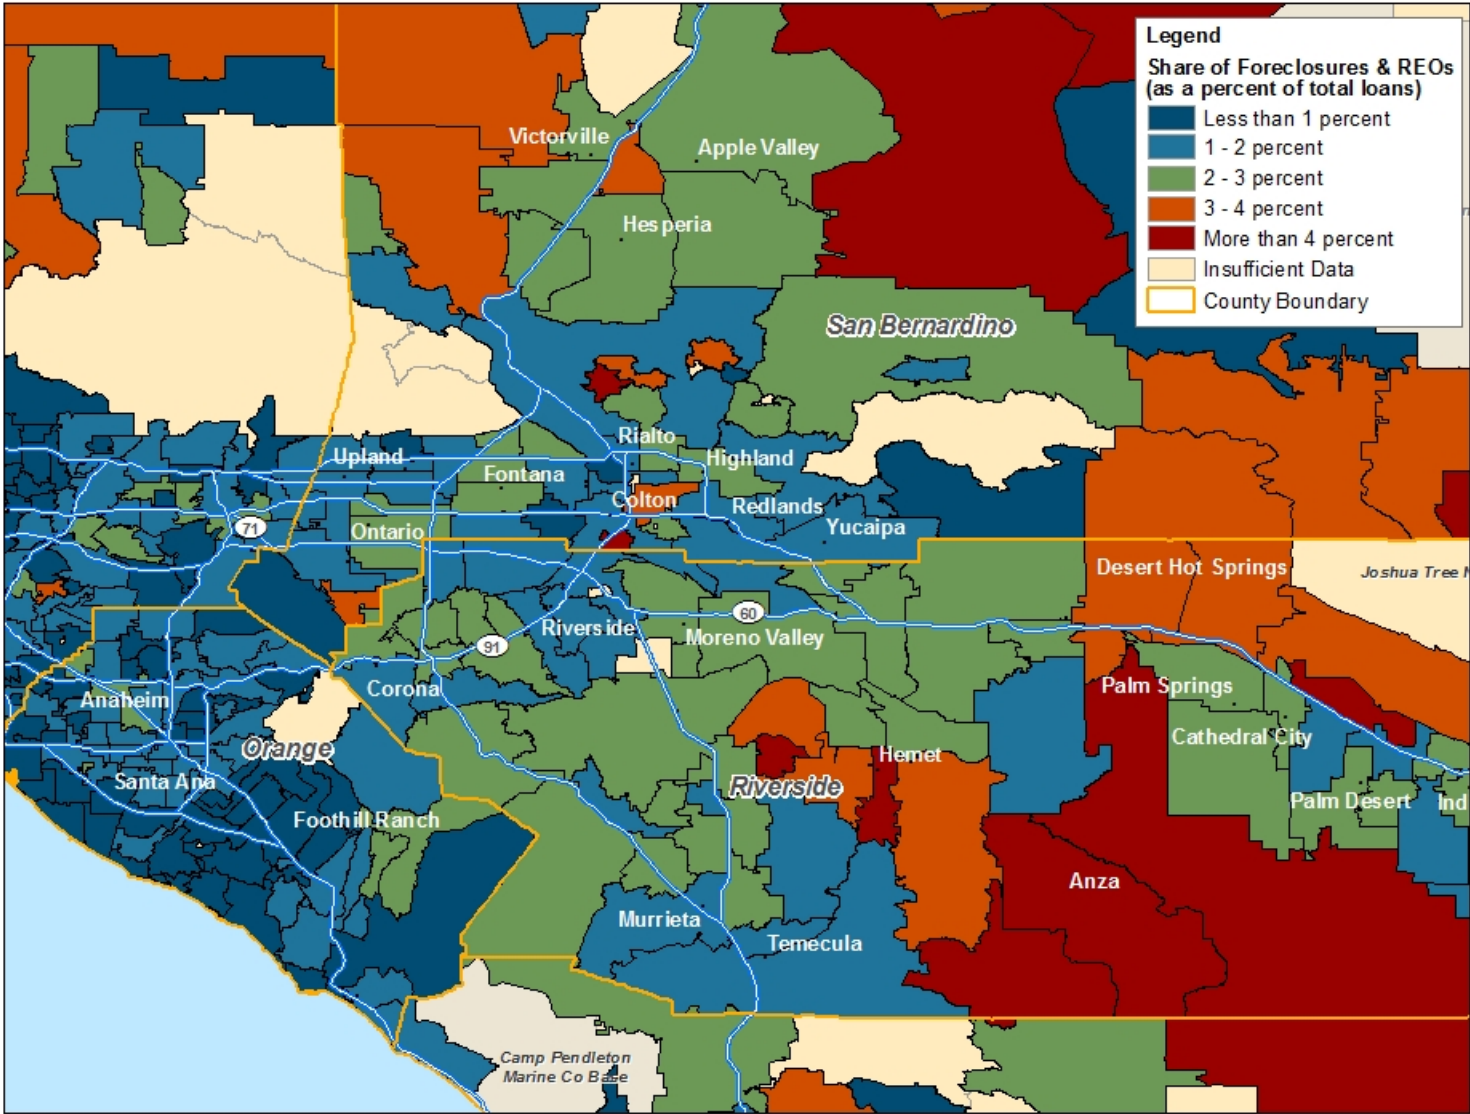 Legend
Share of Foreclosures & REOs
(as a percent of total loans)
Less than 1 percent
1 - 2 percent
2 - 3 percent
3 - 4 percent
More than 4 percent
Insufficient Data
County Boundary
Victorville
Apple Valley
Hesperia
San Bernardino
Rialto
Upland
Highland
Fontana
Colton
Redlands
Yucaipa
71
Ontario
Desert Hot Springs
Joshua Tree N
60
Riverside
Moreno Valley
91
Corona
Palm Springs
Anaheim
Cathedral City
Orange
Hemet
Santa Ana
Riverside
Palm Desert
Ind
Foothill Ranch
Anza
Murrieta
Temecula
Camp Pendleton
Marine Co Base